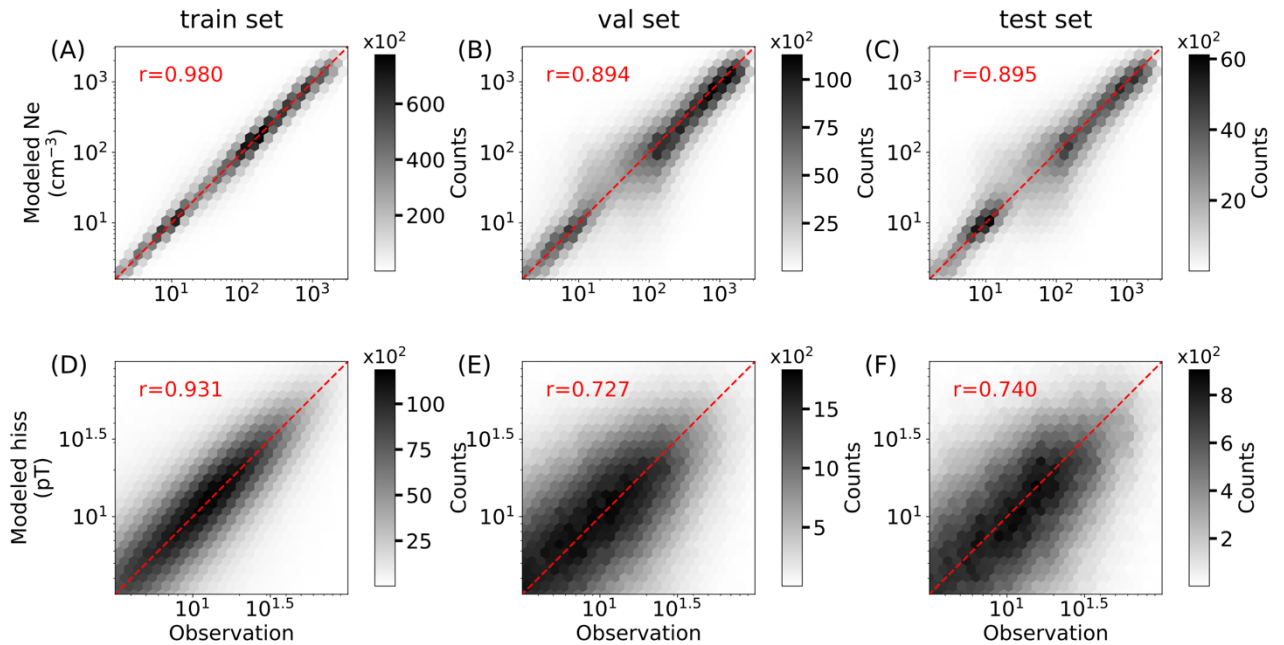 train set
val set
test set
(A)
x10²
(B)
x10²
(C)
x10²
r=0.980
r=0.894
r=0.895
Modeled Ne
(cm⁻³)
10³
10²
10¹
600
400
200
Counts
10³
10²
10¹
100
75
50
25
Counts
10³
10²
10¹
60
40
20
Counts
10¹
10²
10³
10¹
10²
10³
10¹
10²
10³
(D)
x10²
(E)
x10²
(F)
x10²
r=0.931
r=0.727
r=0.740
Modeled hiss
(pT)
10^1.5
10¹
100
75
50
25
Counts
10^1.5
10¹
15
10
5
Counts
10^1.5
10¹
8
6
4
2
Counts
10¹
10^1.5
10¹
10^1.5
10¹
10^1.5
Observation
Observation
Observation